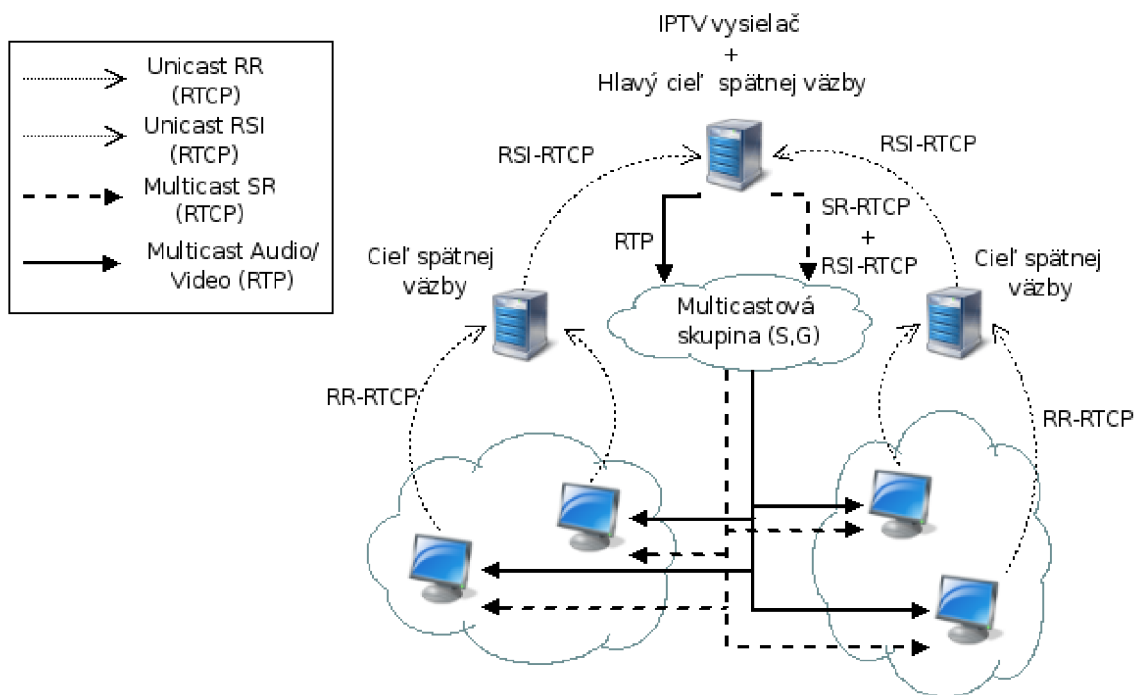 IPTV vysielač
+
Hlavý cieľ spätnej väzby
Unicast RR
(RTCP)
Unicast RSI
(RTCP)
Multicast SR
(RTCP)
Multicast Audio/
Video (RTP)
RSI-RTCP
RSI-RTCP
RTP
SR-RTCP
+
RSI-RTCP
Cieľ spätnej
väzby
Cieľ spätnej
väzby
Multicastová
skupina (S,G)
RR-RTCP
RR-RTCP